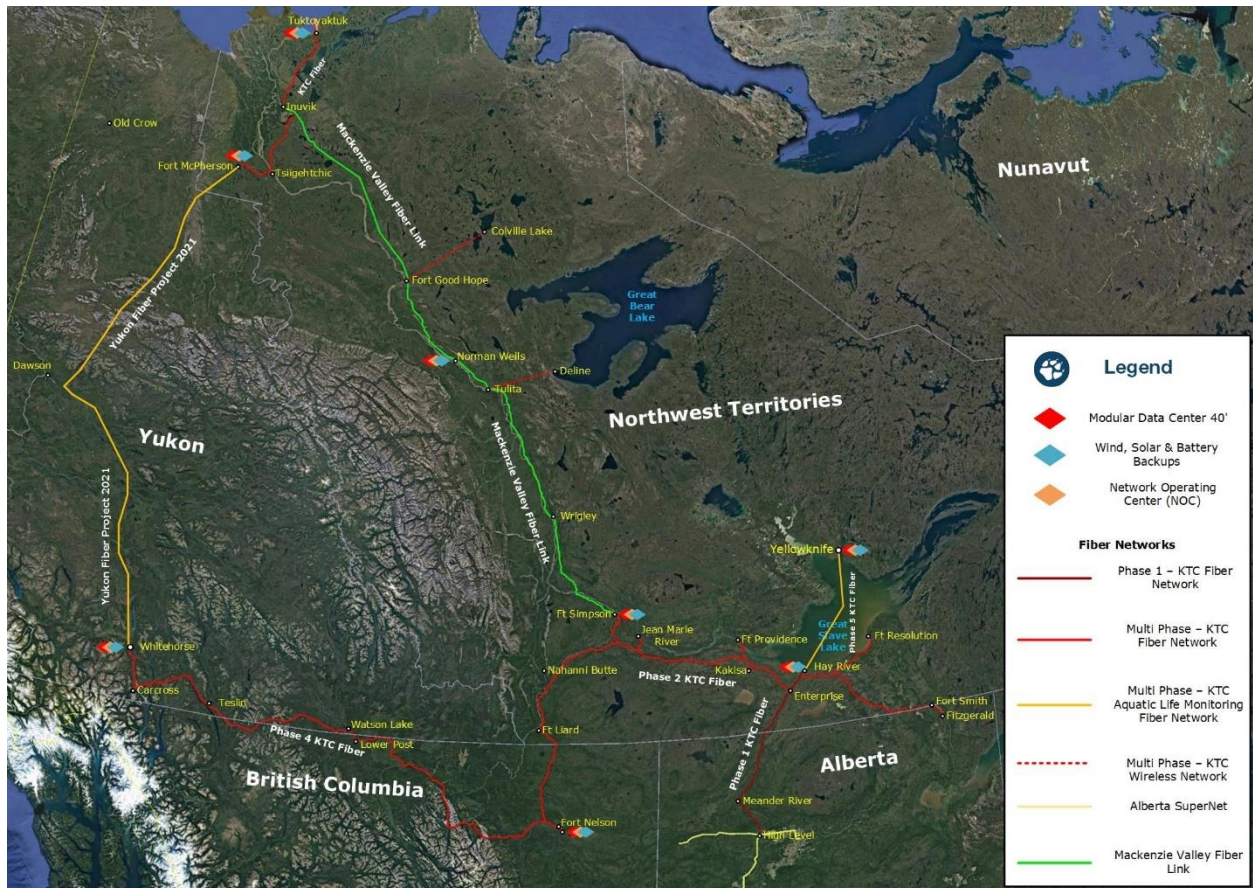 Tuktoyaktuk
KTC Fiber
Inuvik
Old Crow
Fort McPherson
Tsiigehtchic
Mackenzie Valley Fiber Link
Nunavut
Colville Lake
Fort Good Hope
Great
Bear
Lake
Yukon Fiber Project 2021
Dawson
Norman Wells
Deline
Tulita
Northwest Territories
Yukon
Mackenzie Valley Fiber Link
Wrigley
Yukon Fiber Project 2021
Yellowknife
Phase 5 KTC Fiber
Ft Simpson
Jean Marie
River
Ft Providence
Great
Slave
Lake
Ft Resolution
Whitehorse
Nahanni Butte
Kakisa
Hay River
Phase 2 KTC Fiber
Carcross
Enterprise
Teslin
Fort Smith
Fitzgerald
Watson Lake
Lower Post
Phase 4 KTC Fiber
Ft Liard
Phase 1 KTC Fiber
Alberta
British Columbia
Meander River
Fort Nelson
High Level
Legend
Modular Data Center 40'
Wind, Solar & Battery
Backups
Network Operating
Center (NOC)
Fiber Networks
Phase 1 – KTC Fiber
Network
Multi Phase – KTC
Fiber Network
Multi Phase – KTC
Aquatic Life Monitoring
Fiber Network
Multi Phase – KTC
Wireless Network
Alberta SuperNet
Mackenzie Valley Fiber
Link